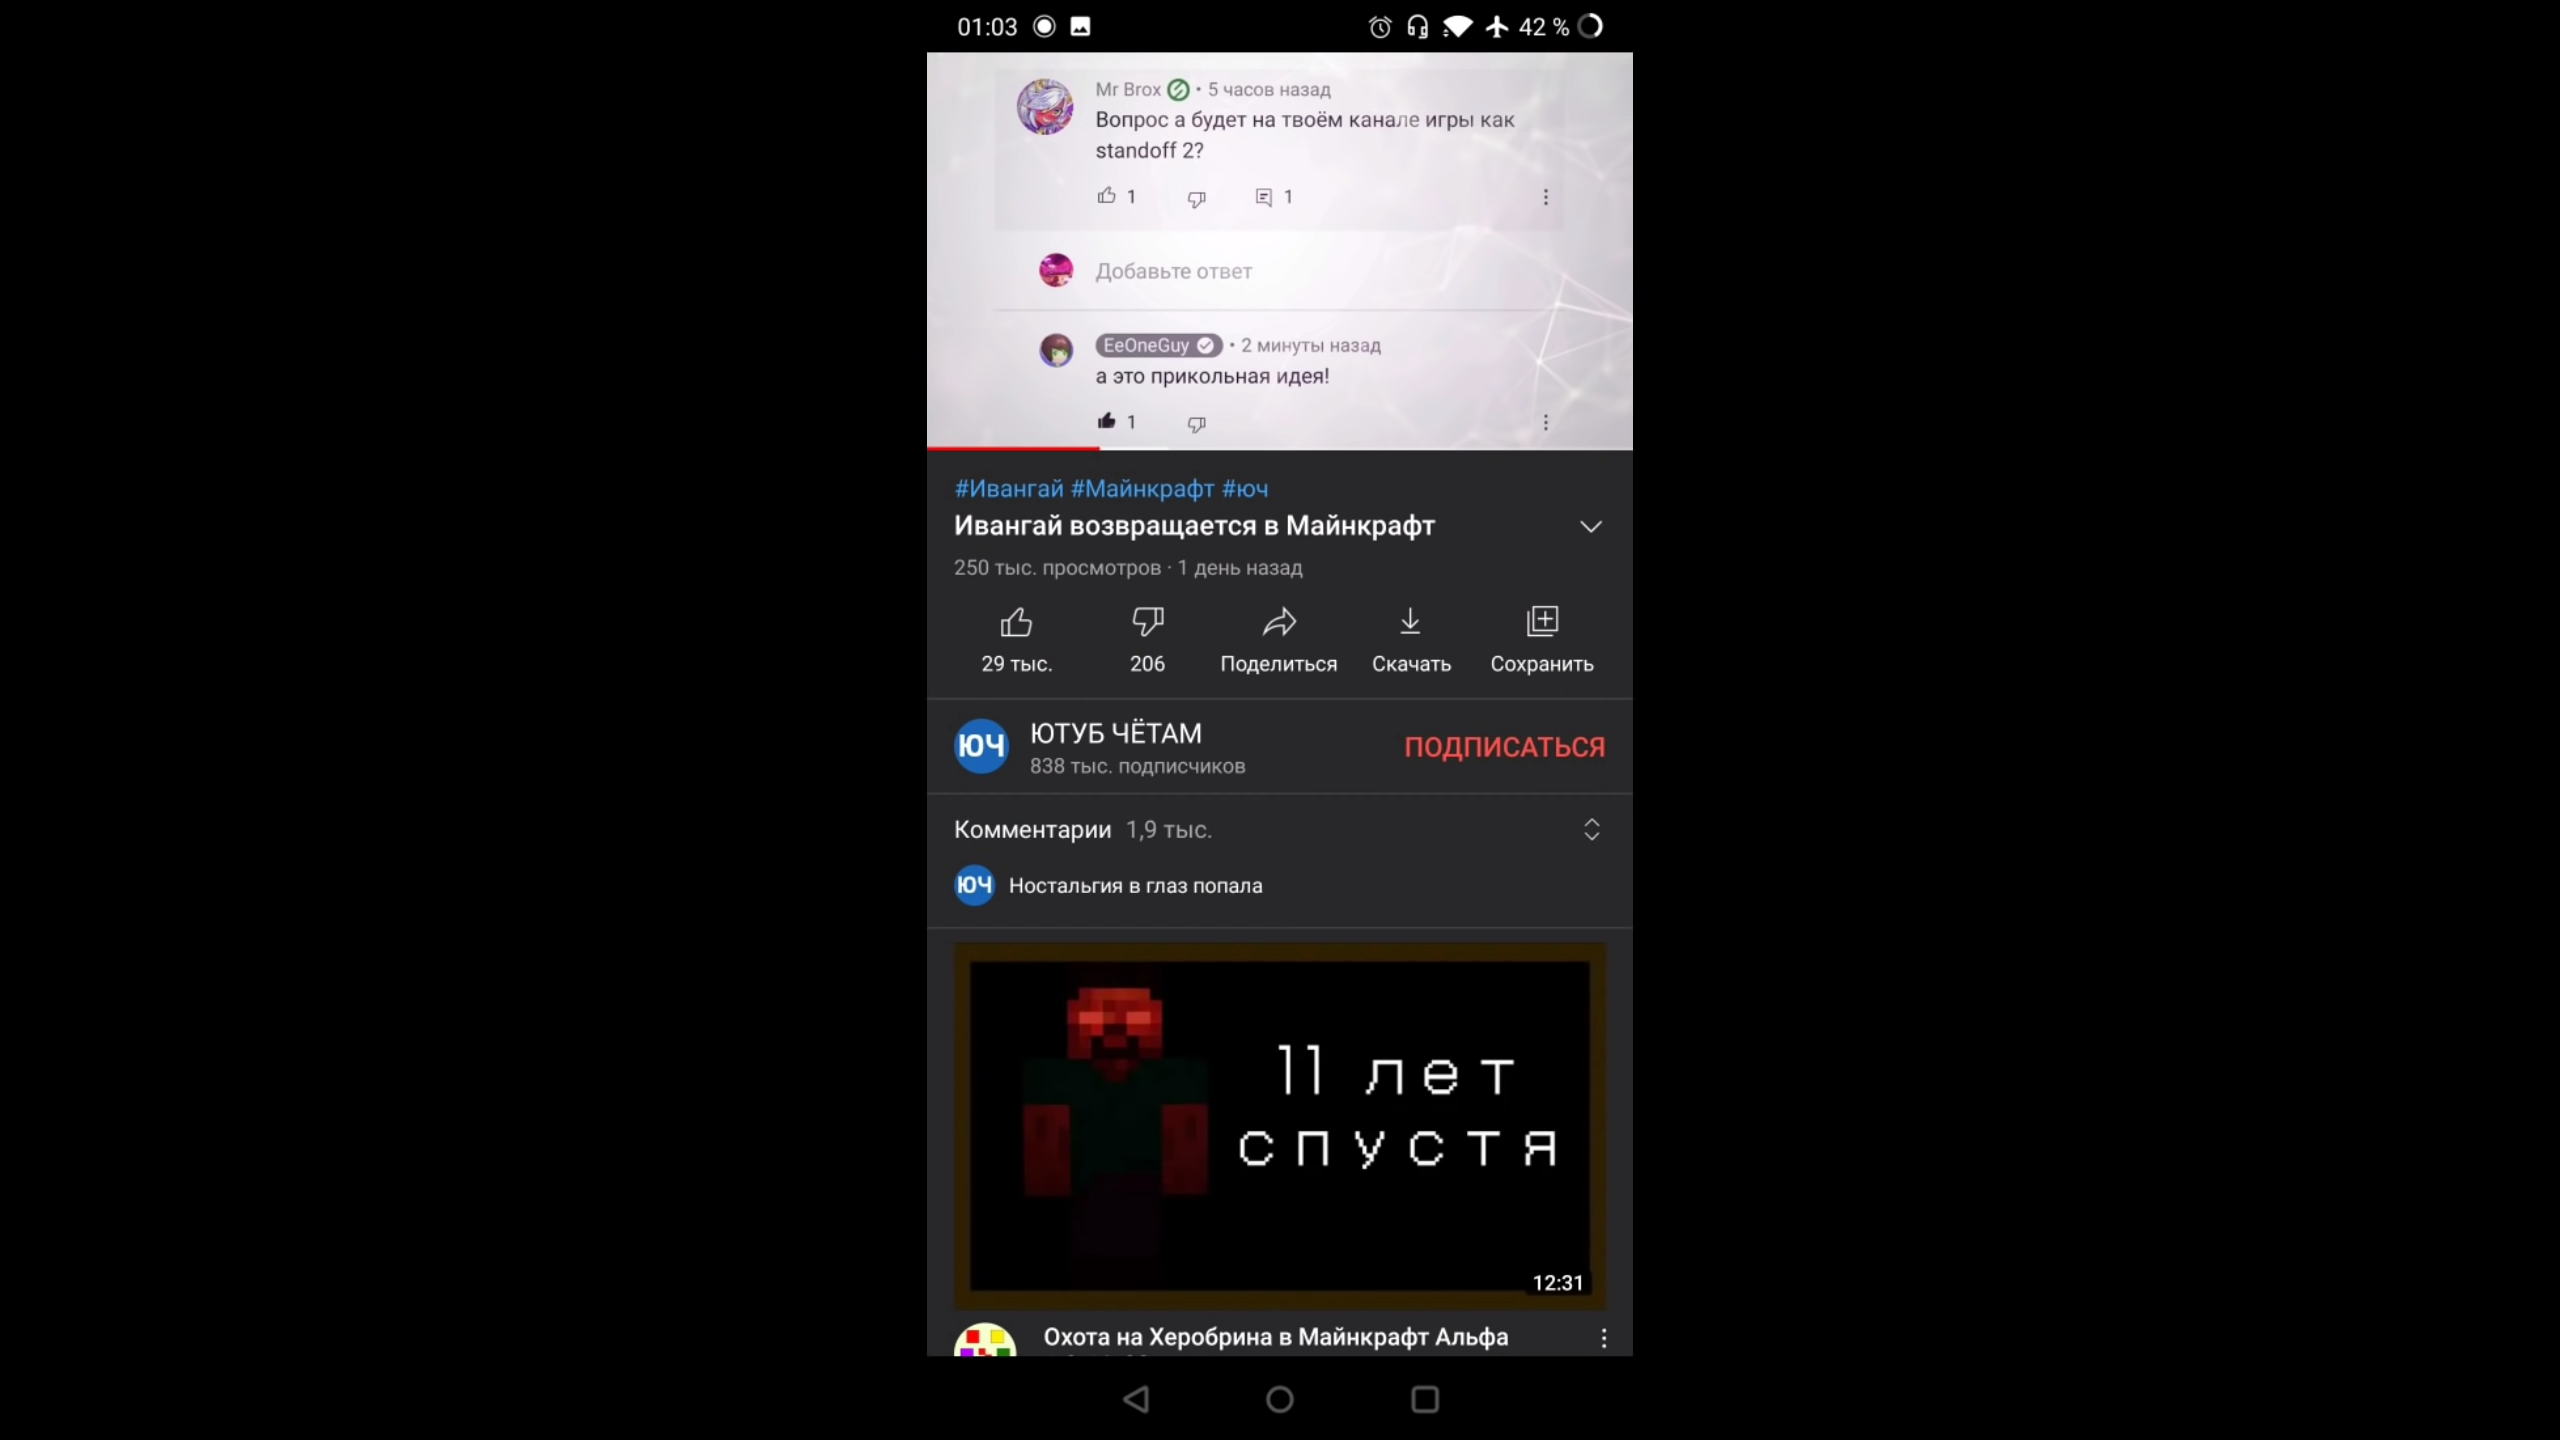 01:03
42 %
Mr Brox • 5 часов назад
Вопрос а будет на твоём канале игры как
standoff 2?
1 1
Добавьте ответ
EeOneGuy • 2 минуты назад
а это прикольная идея!
1
#Ивангай #Майнкрафт #юч
Ивангай возвращается в Майнкрафт
250 тыс. просмотров · 1 день назад
29 тыс. 206 Поделиться Скачать Сохранить
ЮЧ
ЮТУБ ЧЁТАМ
838 тыс. подписчиков
ПОДПИСАТЬСЯ
Комментарии 1,9 тыс.
ЮЧ Ностальгия в глаз попала
11 лет
спустя
12:31
Охота на Херобрина в Майнкрафт Альфа